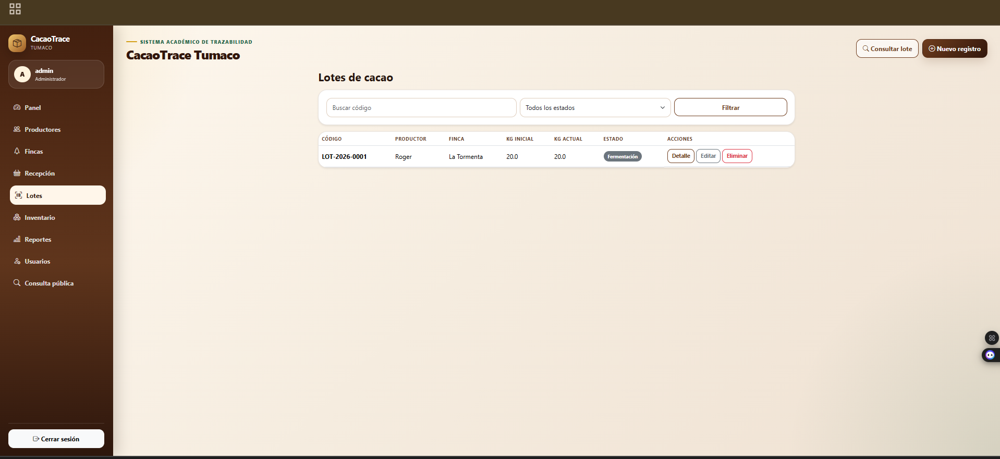 CacaoTrace
TUMACO
A
admin
Administrador
Panel
Productores
Fincas
Recepción
Lotes
Inventario
Reportes
Usuarios
Consulta pública
Cerrar sesión
SISTEMA ACADÉMICO DE TRAZABILIDAD
CacaoTrace Tumaco
Consultar lote
Nuevo registro
Lotes de cacao
Buscar código
Todos los estados
Filtrar
CÓDIGO PRODUCTOR FINCA KG INICIAL KG ACTUAL ESTADO ACCIONES
LOT-2026-0001 Roger La Tormenta 20.0 20.0 Fermentación Detalle Editar Eliminar